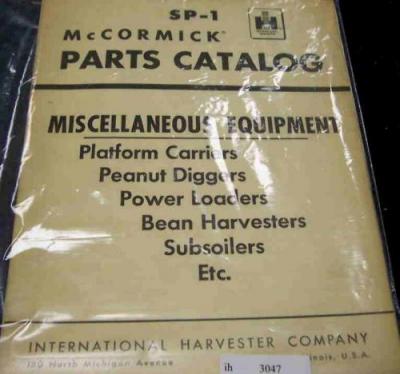 SP-1
McCORMICK
PARTS CATALOG
MISCELLANEOUS EQUIPMENT
Platform Carriers
Peanut Diggers
Power Loaders
Bean Harvesters
Subsoilers
Etc.
INTERNATIONAL HARVESTER COMPANY
180 North Michigan Avenue U.S.A.
ih 3047